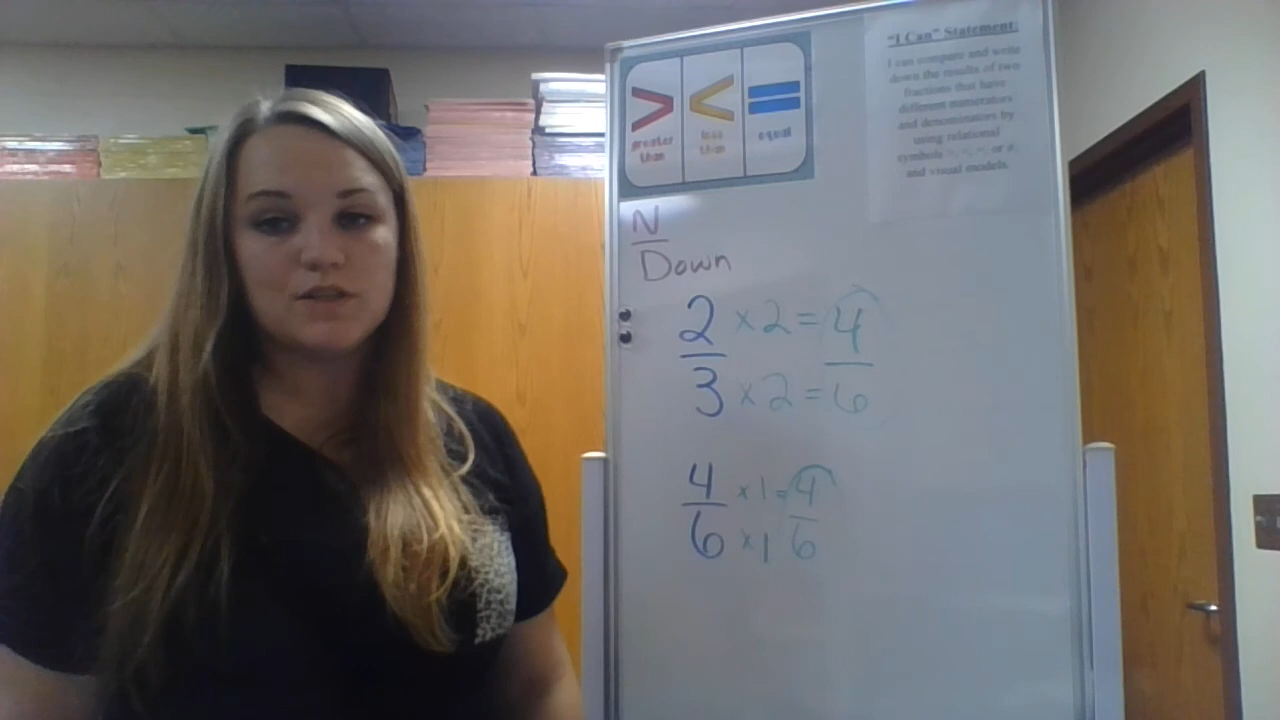 > < =
greater than
less than
equal
"I Can" Statement:
I can compare and write
down the results of two
fractions that have
different numerators
and denominators by
using relational
symbols >, <, =, or ≠,
and visual models.
N
Down
2 ×2 = 4
3 ×2 = 6
4 ×1 = 4
6 ×1 6